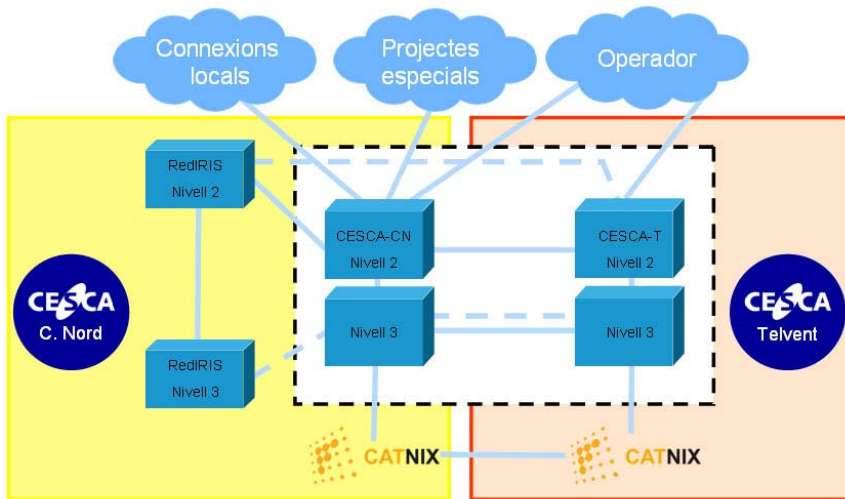 Connexions
locals
Projectes
especials
Operador
RedIRIS
Nivell 2
CESCA-CN
Nivell 2
CESCA-T
Nivell 2
CESCA
C. Nord
Nivell 3
Nivell 3
CESCA
Telvent
RedIRIS
Nivell 3
CATNIX
CATNIX